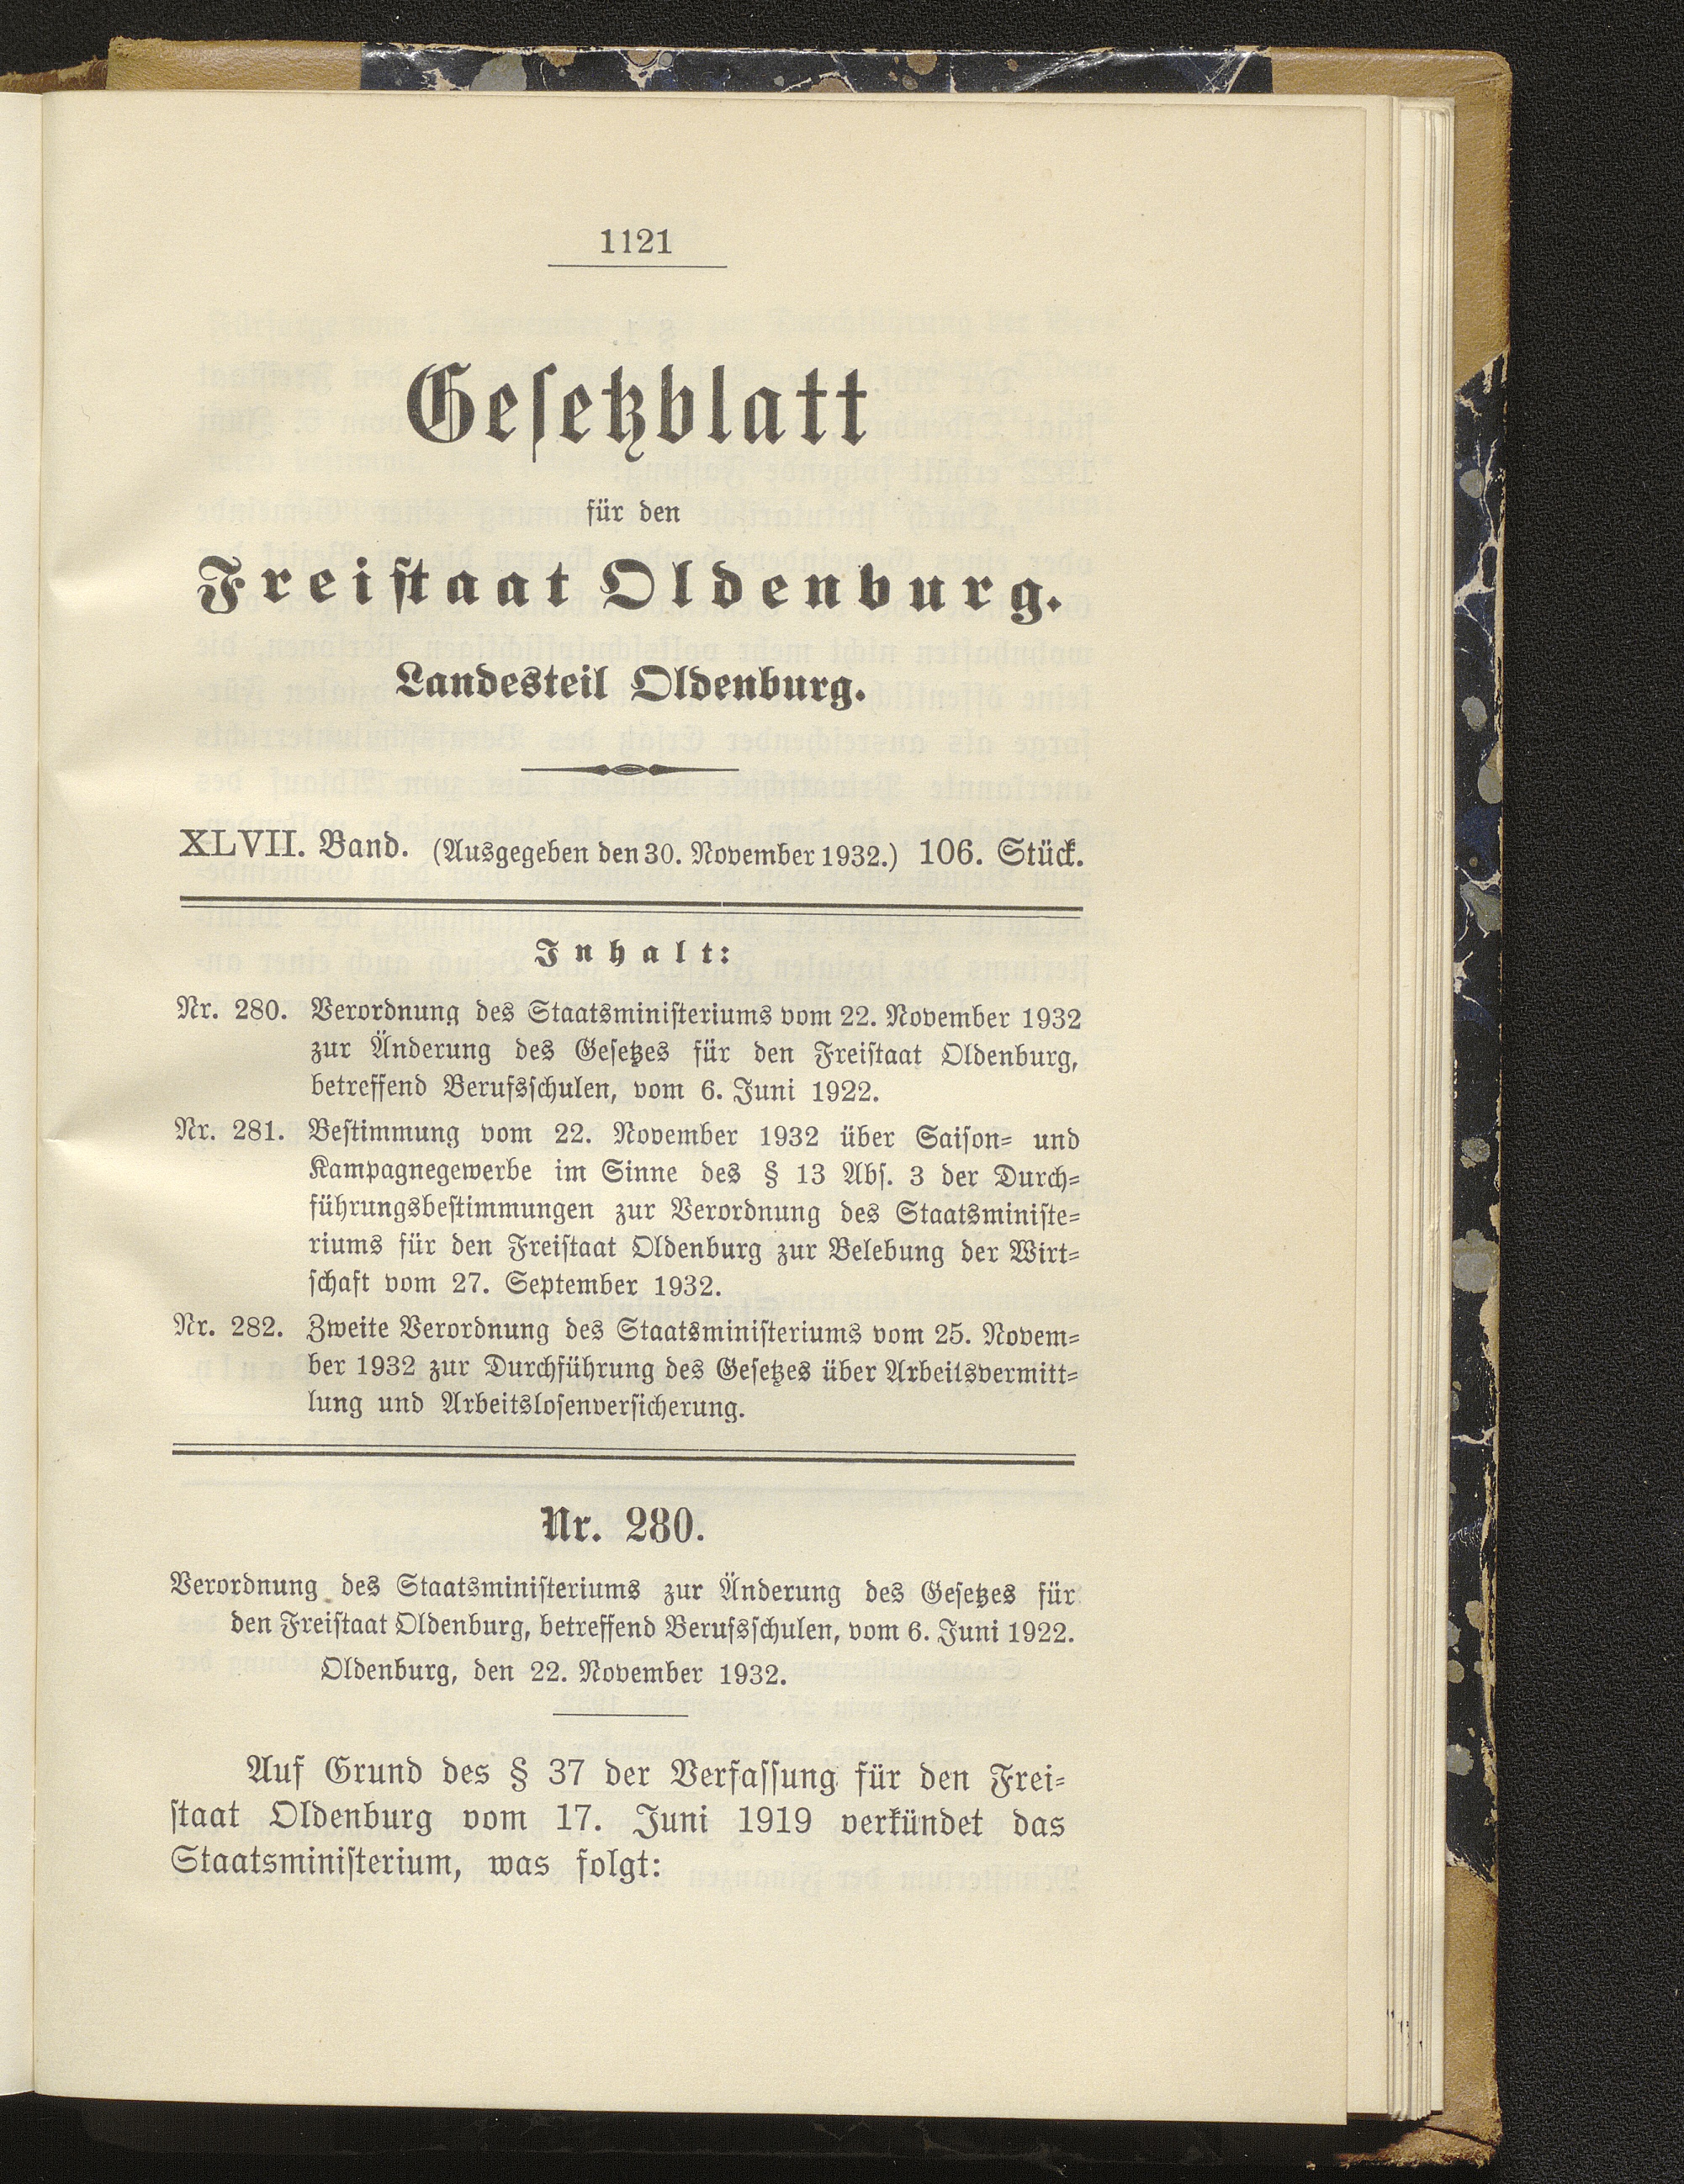 1121
Gesetzblatt
für den
Freistaat Oldenburg.
Landesteil Oldenburg.
XLVII. Band. (Ausgegeben den 30. November 1932.) 106. Stück.
Inhalt:
Nr. 280. Verordnung des Staatsministeriums vom 22. November 1932
zur Änderung des Gesetzes für den Freistaat Oldenburg,
betreffend Berufsschulen, vom 6. Juni 1922.
Nr. 281. Bestimmung vom 22. November 1932 über Saison- und
Kampagnegewerbe im Sinne des § 13 Abs. 3 der Durch-
führungsbestimmungen zur Verordnung des Staatsministe-
riums für den Freistaat Oldenburg zur Belebung der Wirt-
schaft vom 27. September 1932.
Nr. 282. Zweite Verordnung des Staatsministeriums vom 25. Novem-
ber 1932 zur Durchführung des Gesetzes über Arbeitsvermitt-
lung und Arbeitslosenversicherung.
Nr. 280.
Verordnung des Staatsministeriums zur Änderung des Gesetzes für
den Freistaat Oldenburg, betreffend Berufsschulen, vom 6. Juni 1922.
Oldenburg, den 22. November 1932.
Auf Grund des § 37 der Verfassung für den Frei-
staat Oldenburg vom 17. Juni 1919 verkündet das
Staatsministerium, was folgt: